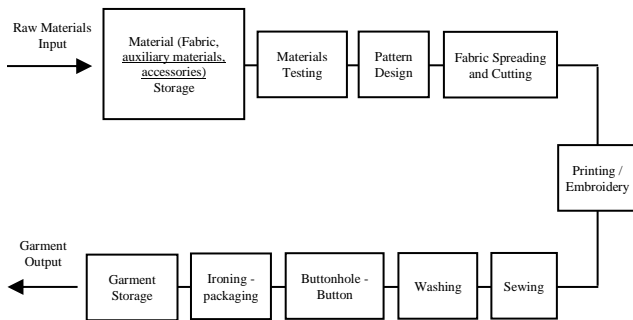 Raw Materials
Input
Material (Fabric,
auxiliary materials,
accessories)
Storage
Materials
Testing
Pattern
Design
Fabric Spreading
and Cutting
Printing /
Embroidery
Garment
Output
Garment
Storage
Ironing -
packaging
Buttonhole -
Button
Washing
Sewing